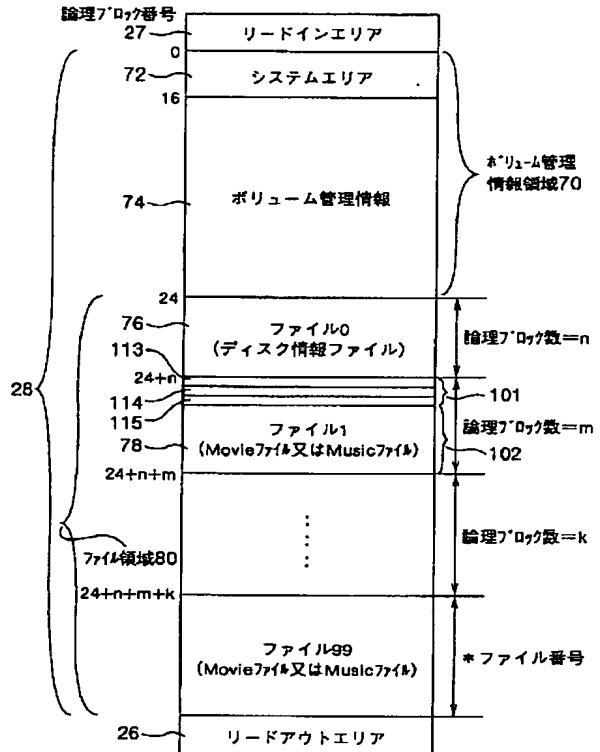 論理ブロック番号
27
リードインエリア
0
72
システムエリア
16
74
ボリューム管理情報
ボリューム管理
情報領域70
24
76
ファイル0
(ディスク情報ファイル)
論理ブロック数=n
113
24+n
28
114
101
115
論理ブロック数=m
78
ファイル1
(Movieファイル又はMusicファイル)
102
24+n+m
論理ブロック数=k
ファイル領域80
24+n+m+k
ファイル99
(Movieファイル又はMusicファイル)
*ファイル番号
26
リードアウトエリア